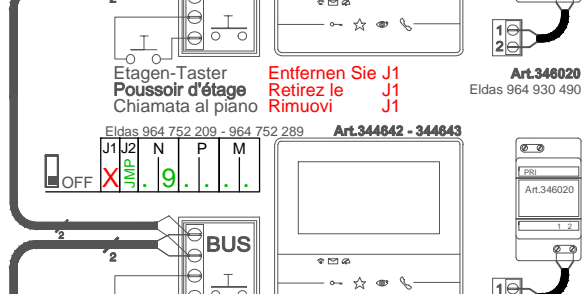 2
1
2
Etagen-Taster Entfernen Sie J1
Poussoir d'étage Retirez le J1
Chiamata al piano Rimuovi J1
Art.346020
Eldas 964 930 490
Eldas 964 752 209 - 964 752 289 Art.344642 - 344643
J1 J2 N P M
OFF X JMP . 9 . . . .
PRI
Art.346020
1 2
2
2
BUS
1